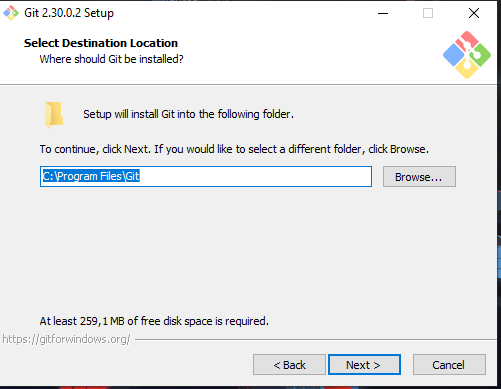 Git 2.30.0.2 Setup
Select Destination Location
Where should Git be installed?
Setup will install Git into the following folder.
To continue, click Next. If you would like to select a different folder, click Browse.
C:\Program Files\Git
Browse...
At least 259,1 MB of free disk space is required.
https://gitforwindows.org/
< Back
Next >
Cancel